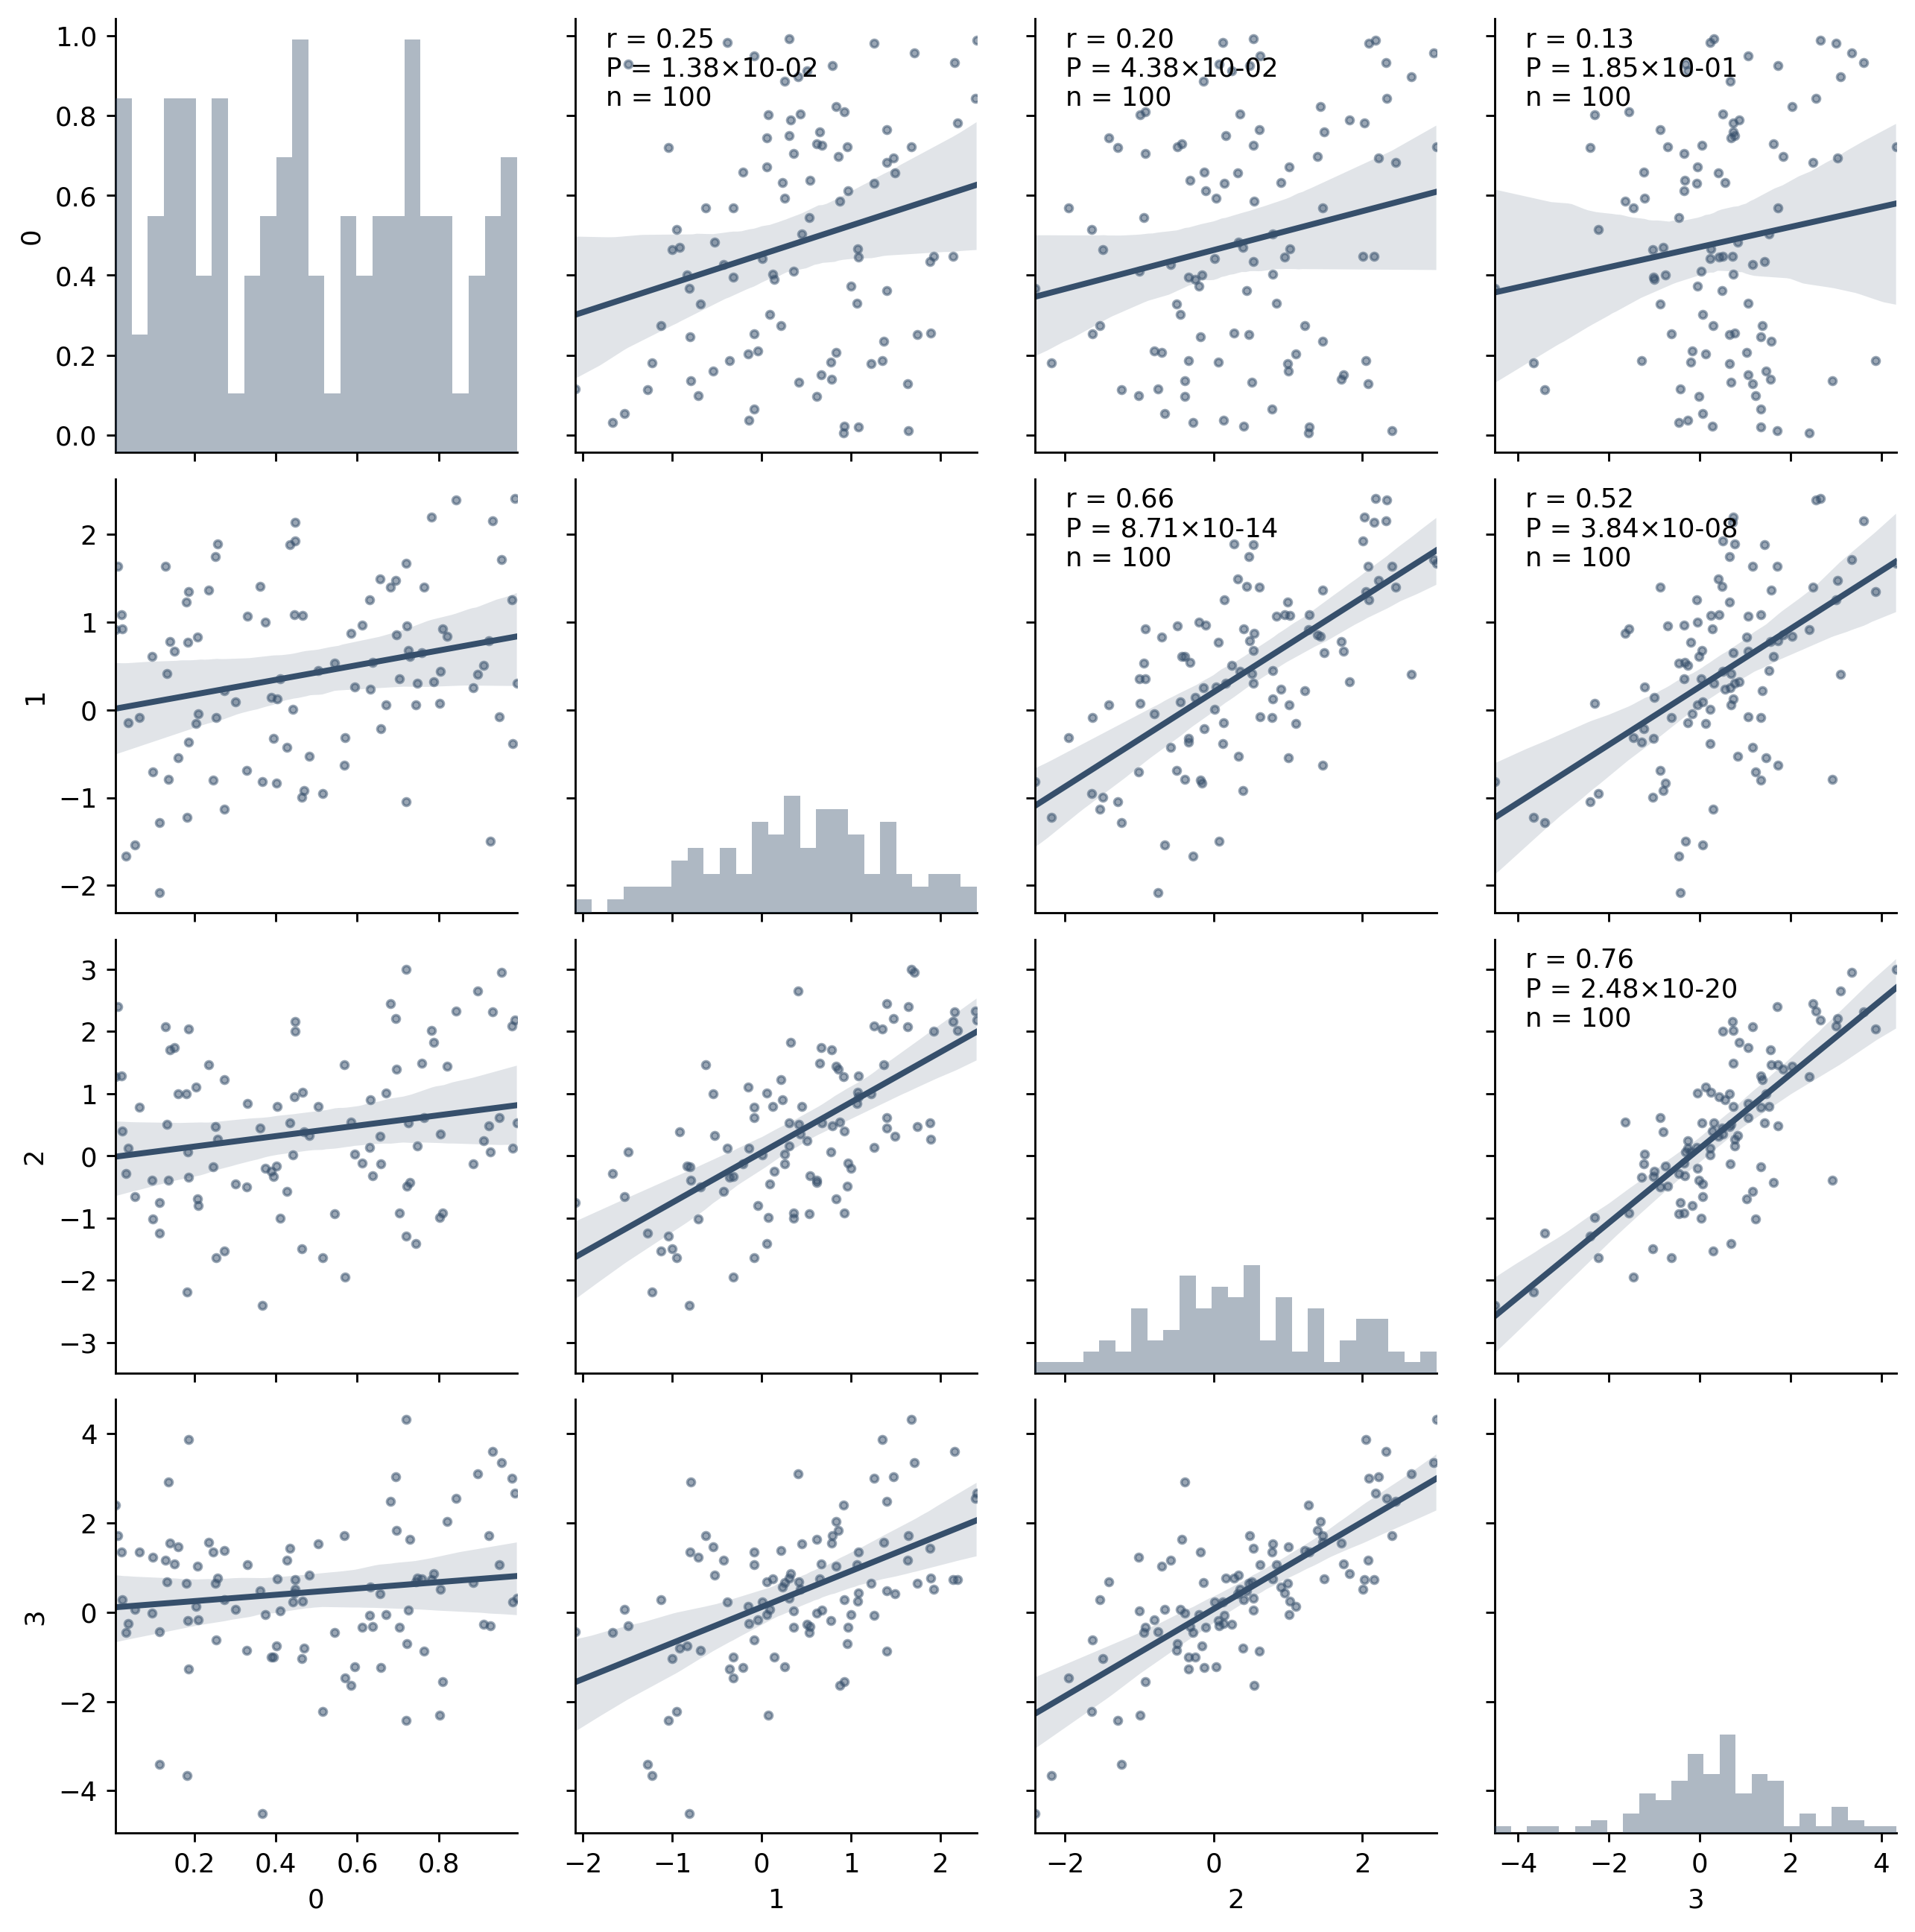 1.0
0.8
0.6
0.4
0.2
0.0
0
r = 0.25
P = 1.38×10-02
n = 100
r = 0.20
P = 4.38×10-02
n = 100
r = 0.13
P = 1.85×10-01
n = 100
2
1
0
−1
−2
1
r = 0.66
P = 8.71×10-14
n = 100
r = 0.52
P = 3.84×10-08
n = 100
3
2
1
0
−1
−2
−3
2
r = 0.76
P = 2.48×10-20
n = 100
4
2
0
−2
−4
3
0.2 0.4 0.6 0.8
0
−2 −1 0 1 2
1
−2 0 2
2
−4 −2 0 2 4
3